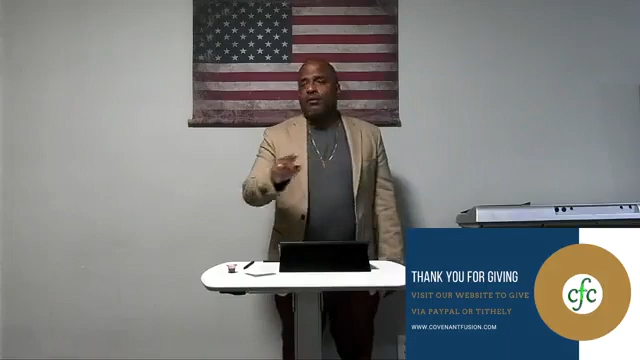 THANK YOU FOR GIVING
VISIT OUR WEBSITE TO GIVE
VIA PAYPAL OR TITHELY
WWW.COVENANTFUSION.COM
cfc